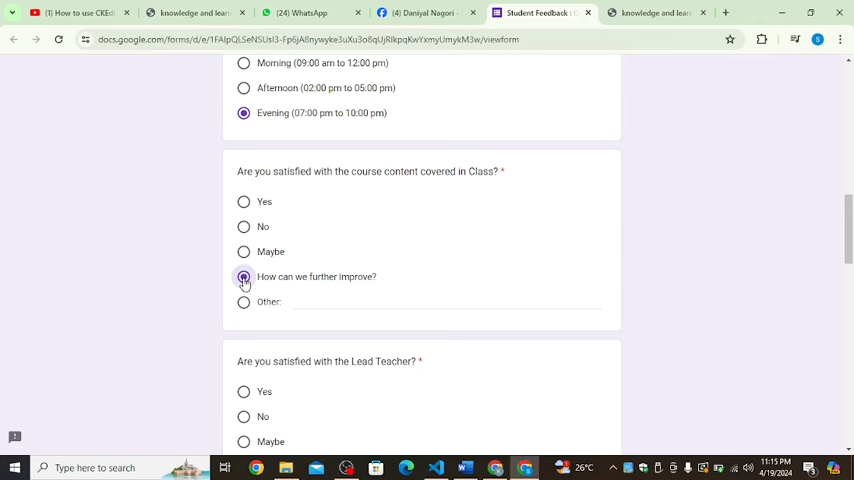 (1) How to use CKEdi
knowledge and lear
(24) WhatsApp
(4) Daniyal Nagori -
Student Feedback : C
knowledge and lear
docs.google.com/forms/d/e/1FAIpQLSeNSUsI3-Fp6jA8nywyke3uXu3o8qUjRlkpqKwYxmyUmykM3w/viewform
Morning (09:00 am to 12:00 pm)
Afternoon (02:00 pm to 05:00 pm)
Evening (07:00 pm to 10:00 pm)
Are you satisfied with the course content covered in Class? *
Yes
No
Maybe
How can we further improve?
Other:
Are you satisfied with the Lead Teacher? *
Yes
No
Maybe
Type here to search
26°C
11:15 PM
4/19/2024